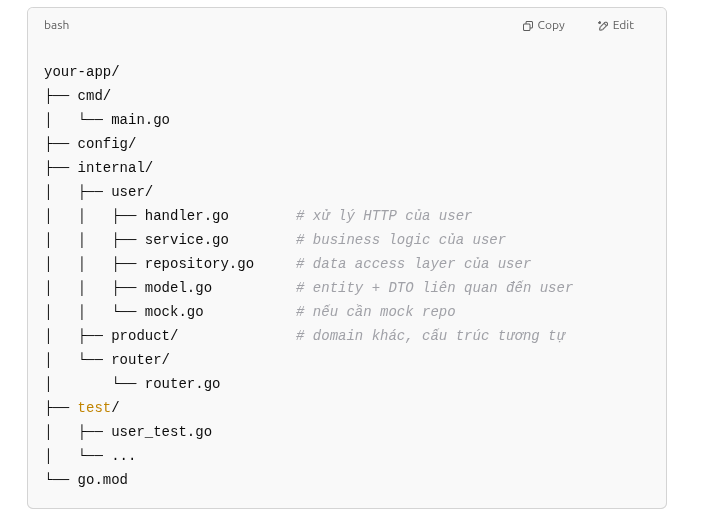 bash Copy Edit
your-app/
├── cmd/
│   └── main.go
├── config/
├── internal/
│   ├── user/
│   │   ├── handler.go        # xử lý HTTP của user
│   │   ├── service.go        # business logic của user
│   │   ├── repository.go     # data access layer của user
│   │   ├── model.go          # entity + DTO liên quan đến user
│   │   └── mock.go           # nếu cần mock repo
│   ├── product/              # domain khác, cấu trúc tương tự
│   └── router/
│       └── router.go
├── test/
│   ├── user_test.go
│   └── ...
└── go.mod